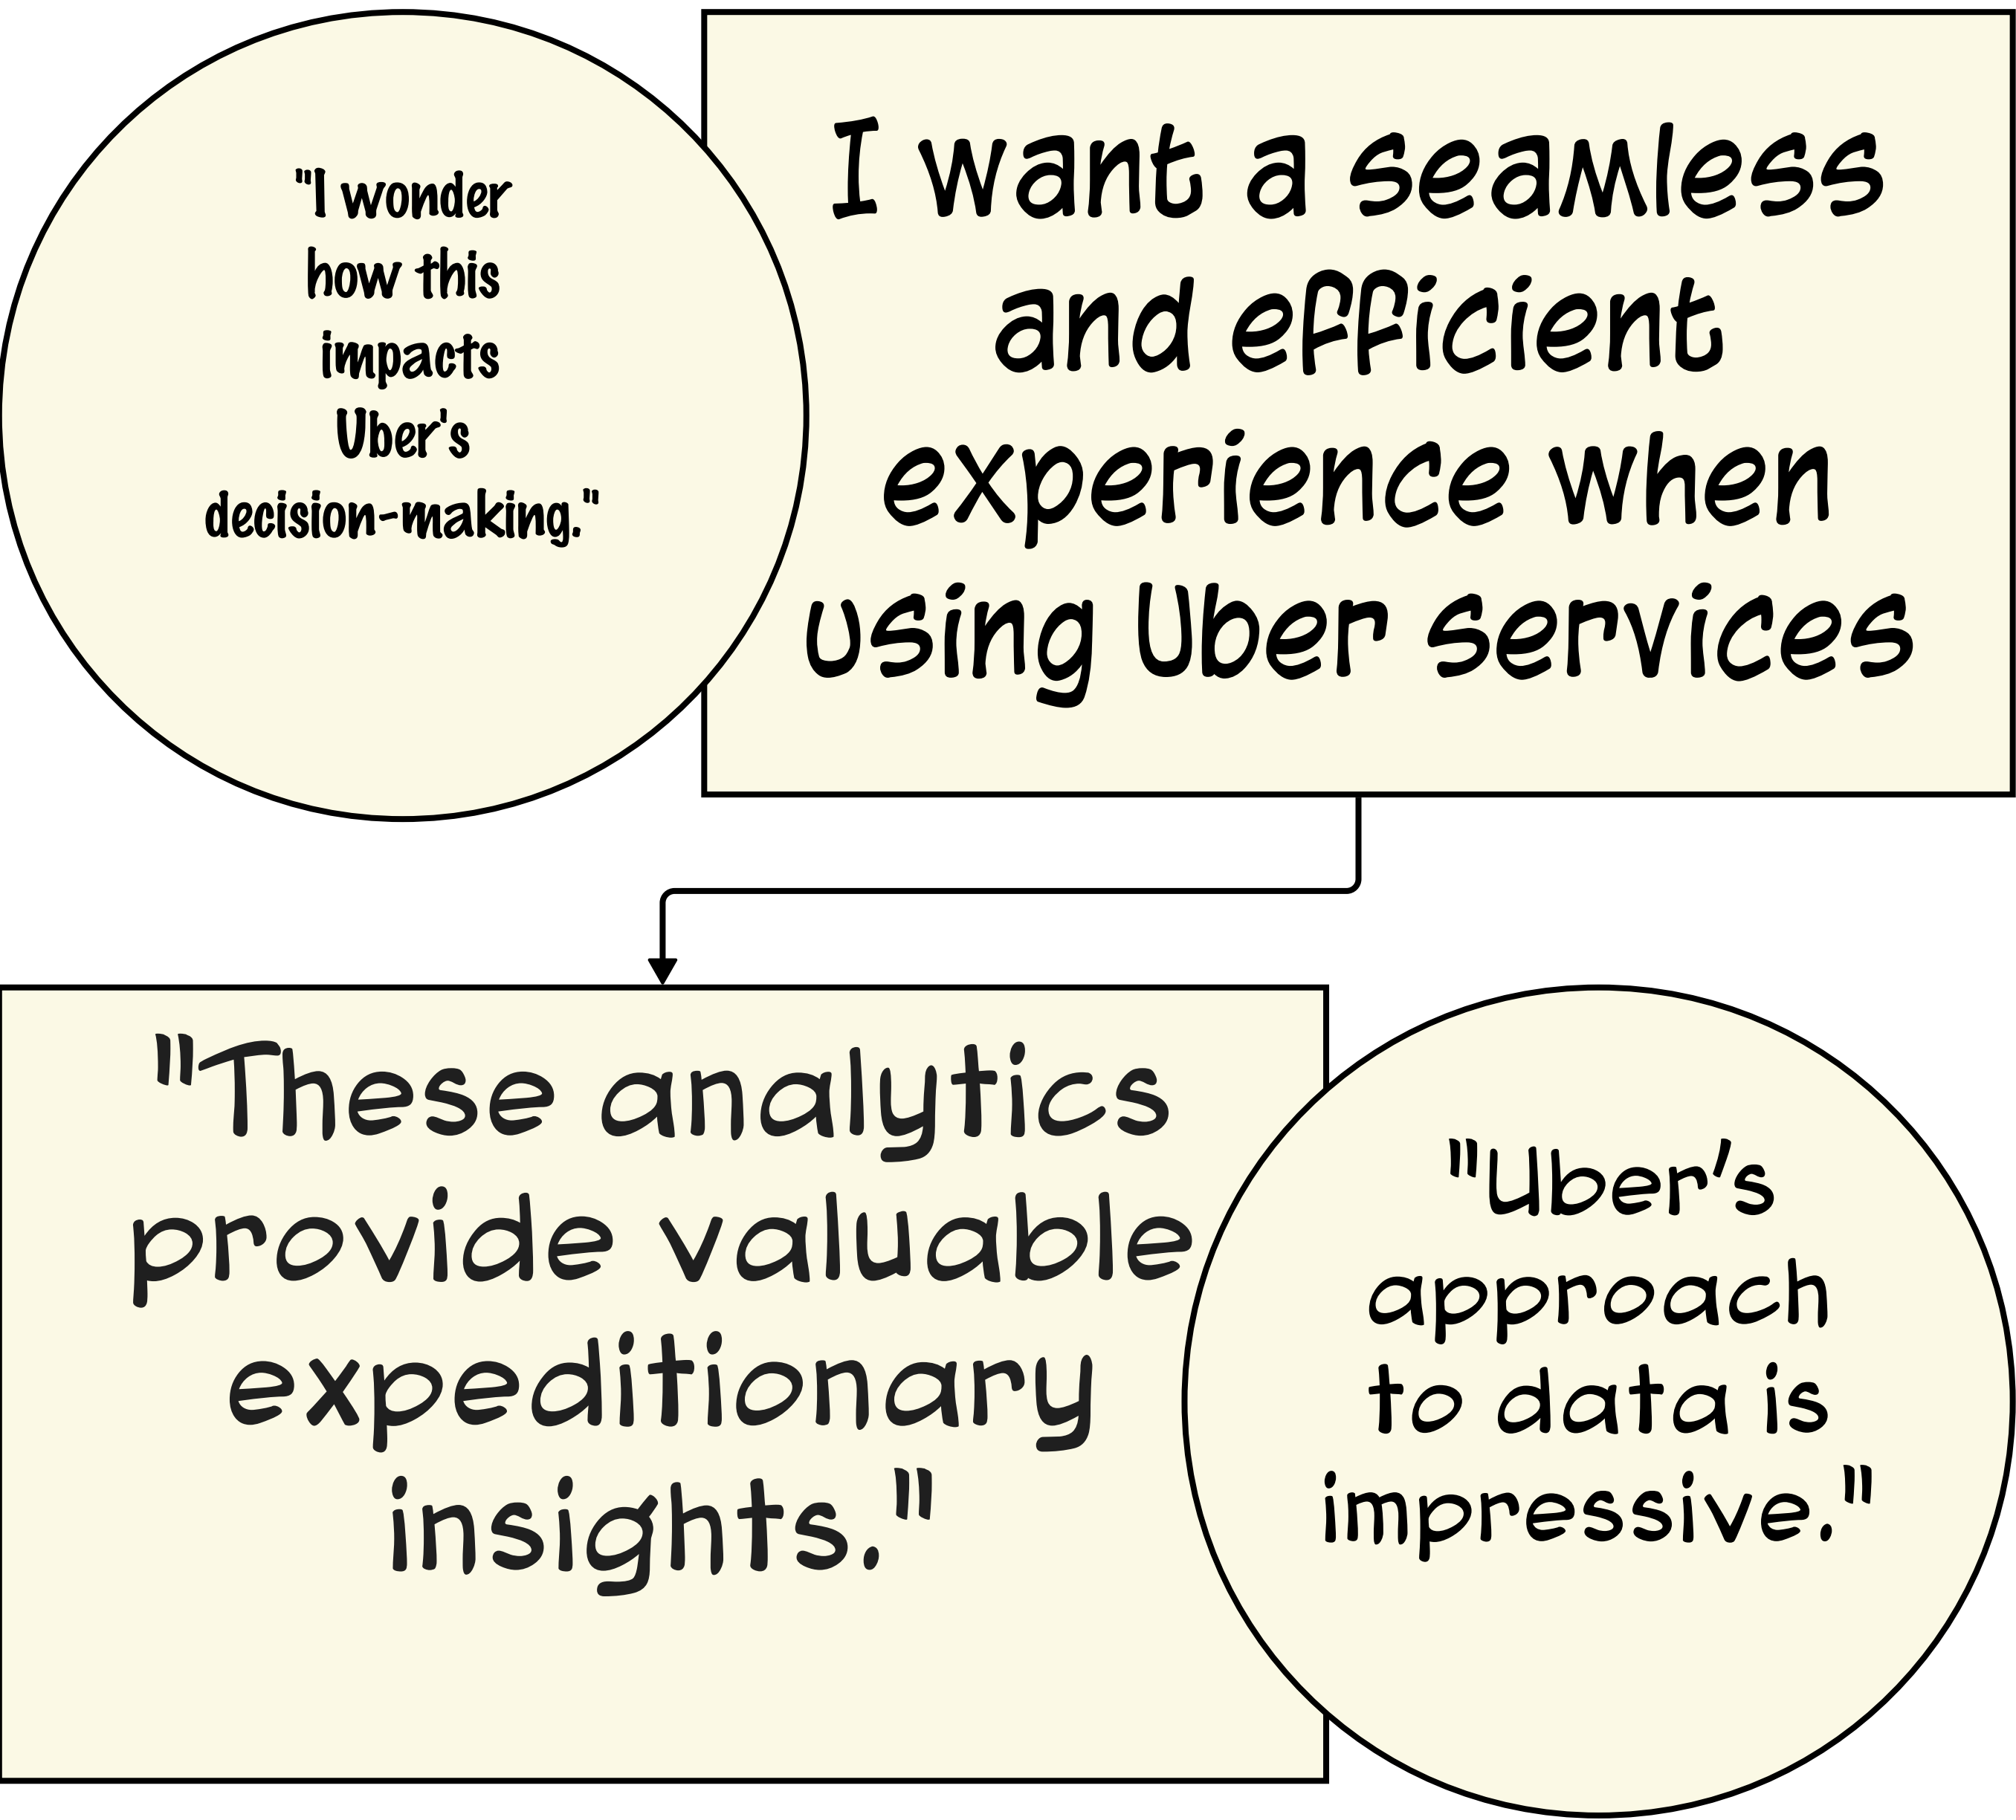 "I wonder
how this
impacts
Uber's
decision-making."
I want a seamless
and efficient
experience when
using Uber services
"These analytics
provide valuable
expeditionary
insights."
"Uber's
approach
to data is
impressive."